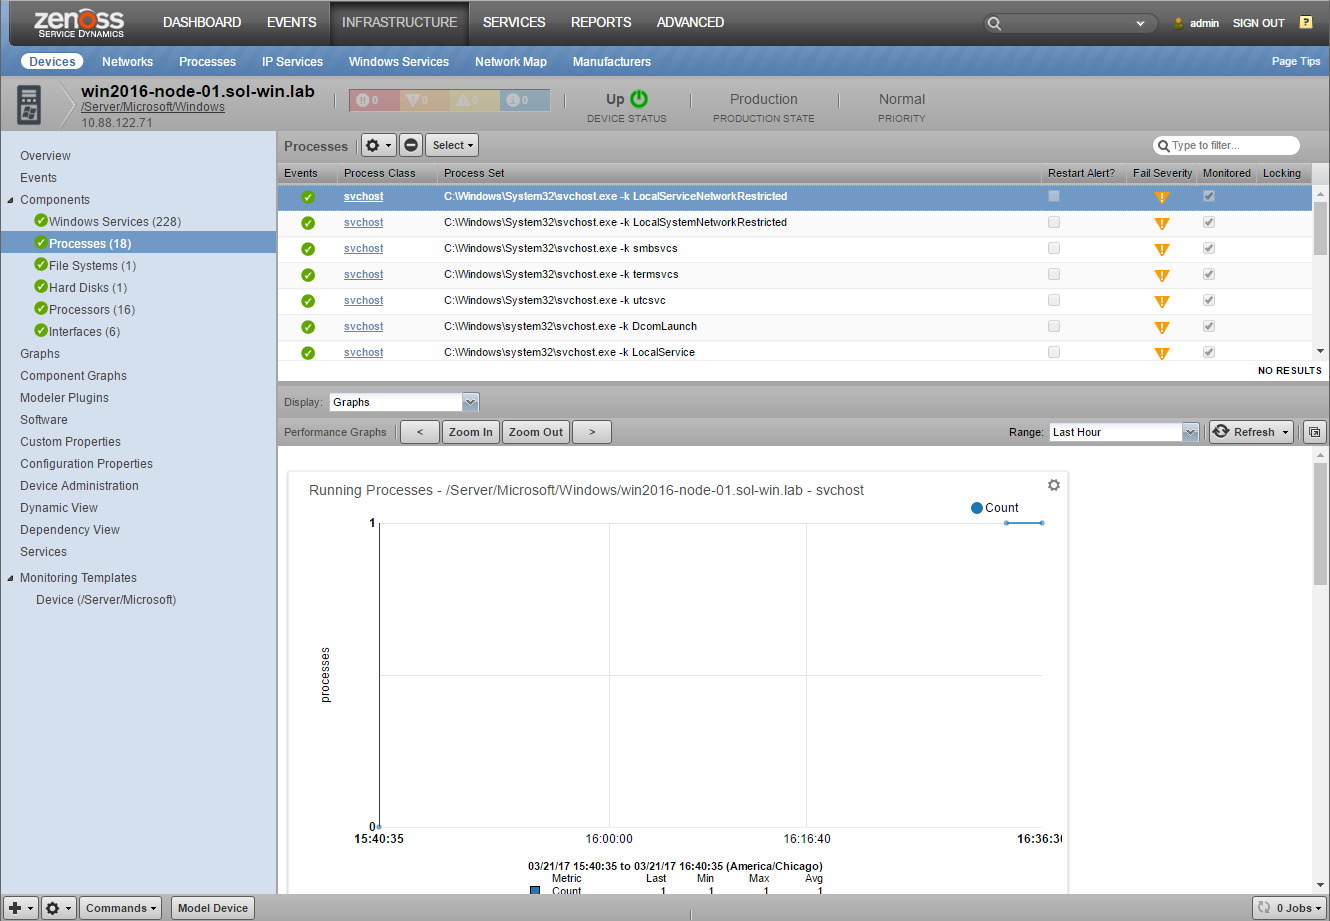 zenoss
SERVICE DYNAMICS
DASHBOARD EVENTS INFRASTRUCTURE SERVICES REPORTS ADVANCED
admin SIGN OUT ?
Devices Networks Processes IP Services Windows Services Network Map Manufacturers Page Tips
win2016-node-01.sol-win.lab
/Server/Microsoft/Windows
10.88.122.71
0 0 0 0
Up
DEVICE STATUS
Production
PRODUCTION STATE
Normal
PRIORITY
Overview
Events
Components
Windows Services (228)
Processes (18)
File Systems (1)
Hard Disks (1)
Processors (16)
Interfaces (6)
Graphs
Component Graphs
Modeler Plugins
Software
Custom Properties
Configuration Properties
Device Administration
Dynamic View
Dependency View
Services
Monitoring Templates
Device (/Server/Microsoft)
Processes Select Type to filter...
Events Process Class Process Set Restart Alert? Fail Severity Monitored Locking
svchost C:\Windows\System32\svchost.exe -k LocalServiceNetworkRestricted
svchost C:\Windows\System32\svchost.exe -k LocalSystemNetworkRestricted
svchost C:\Windows\System32\svchost.exe -k smbsvcs
svchost C:\Windows\System32\svchost.exe -k termsvcs
svchost C:\Windows\System32\svchost.exe -k utcsvc
svchost C:\Windows\system32\svchost.exe -k DcomLaunch
svchost C:\Windows\system32\svchost.exe -k LocalService
NO RESULTS
Display: Graphs
Performance Graphs < Zoom In Zoom Out > Range: Last Hour Refresh
Running Processes - /Server/Microsoft/Windows/win2016-node-01.sol-win.lab - svchost
Count
1
processes
0
15:40:35 16:00:00 16:16:40 16:36:3
03/21/17 15:40:35 to 03/21/17 16:40:35 (America/Chicago)
Metric Last Min Max Avg
Count 1 1 1 1
Commands Model Device 0 Jobs